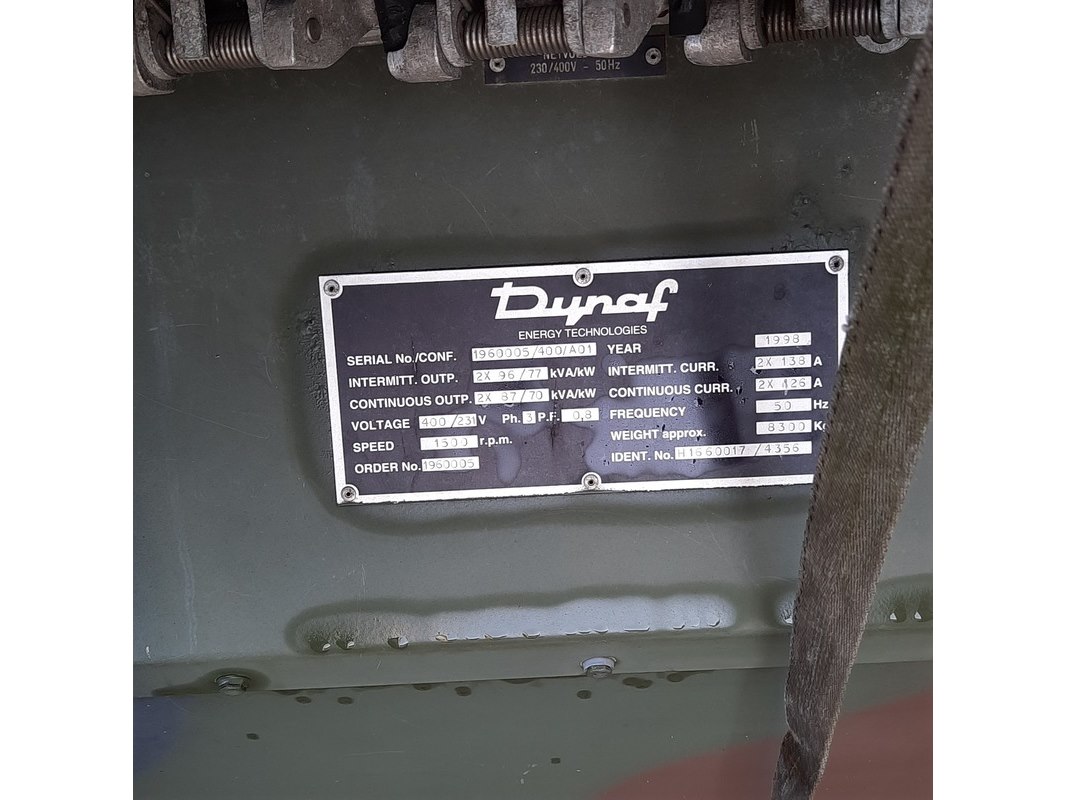 230/400V - 50Hz
Dynaf
ENERGY TECHNOLOGIES
SERIAL No./CONF. 1960005/400/A01 YEAR 1998
INTERMITT. OUTP. 2X 96/77 kVA/kW INTERMITT. CURR. 2X 138 A
CONTINUOUS OUTP. 2X 87/70 kVA/kW CONTINUOUS CURR. 2X 126 A
VOLTAGE 400/231 V Ph. 3 P.F. 0,8 FREQUENCY 50 Hz
SPEED 1500 r.p.m. WEIGHT approx. 8300 Kg
ORDER No. 1960005 IDENT. No. H1660017/4356